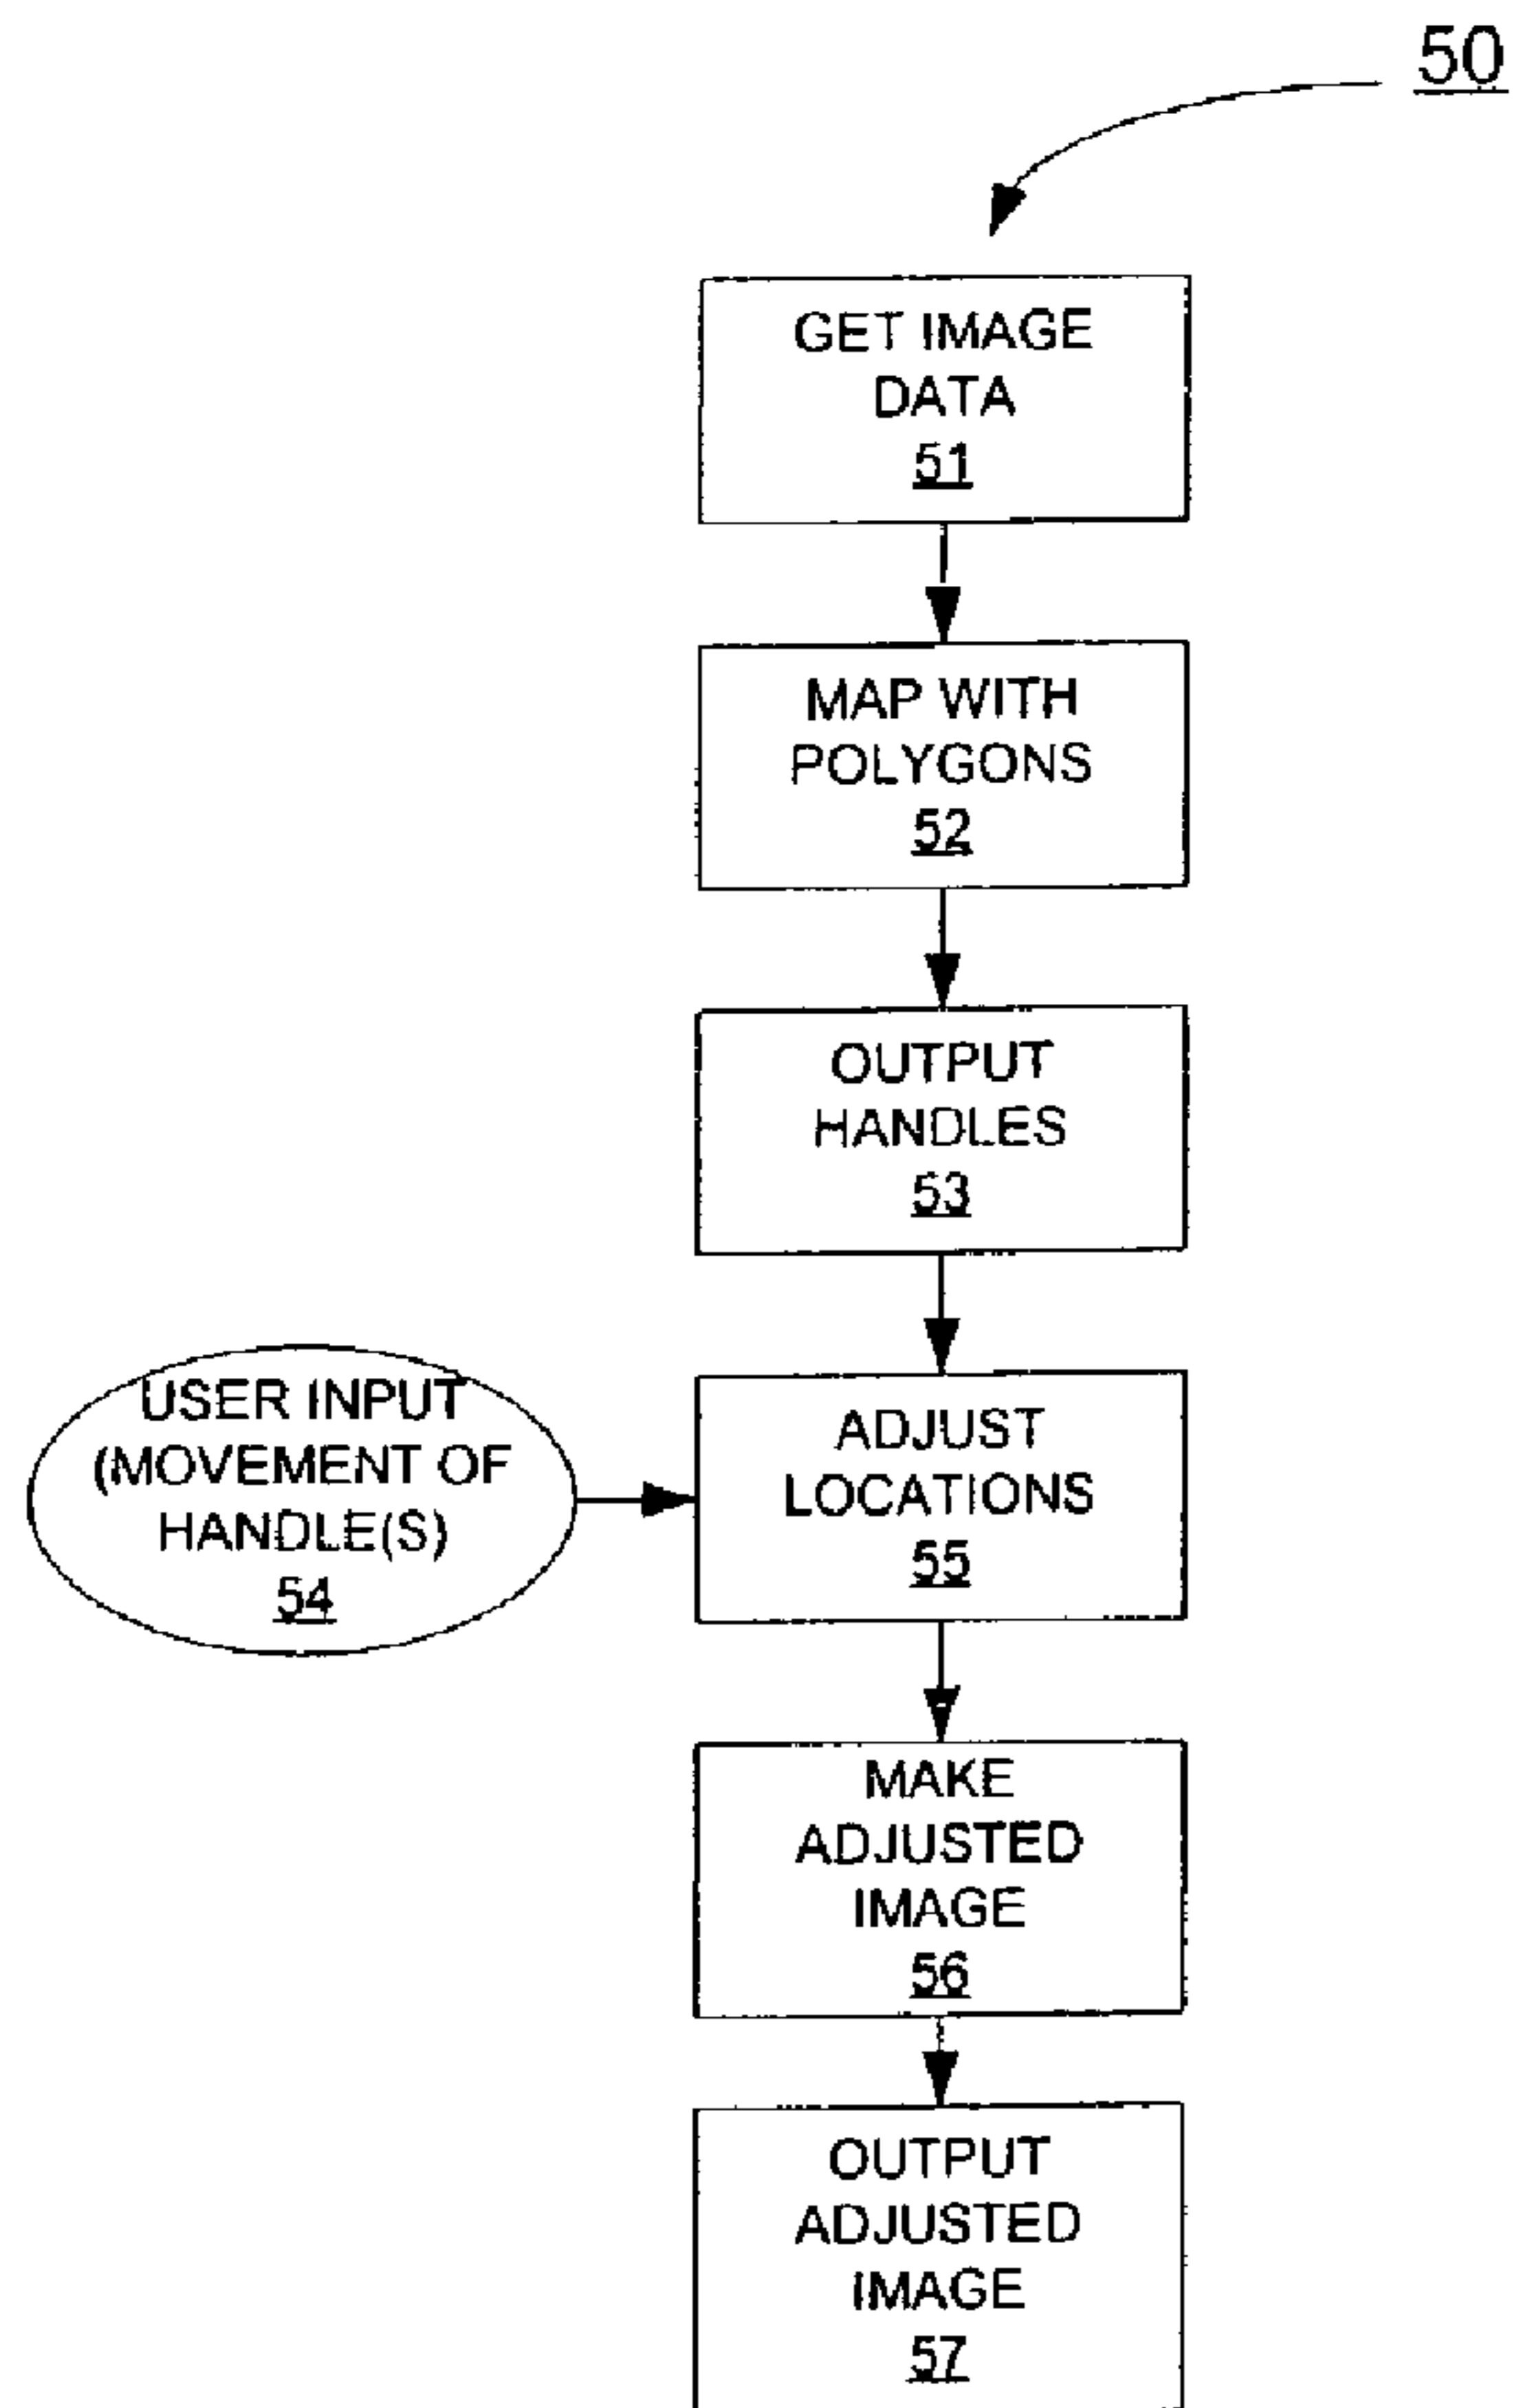 50
GET IMAGE
DATA
51
MAP WITH
POLYGONS
52
OUTPUT
HANDLES
53
USER INPUT
(MOVEMENT OF
HANDLE(S)
54
ADJUST
LOCATIONS
55
MAKE
ADJUSTED
IMAGE
56
OUTPUT
ADJUSTED
IMAGE
57